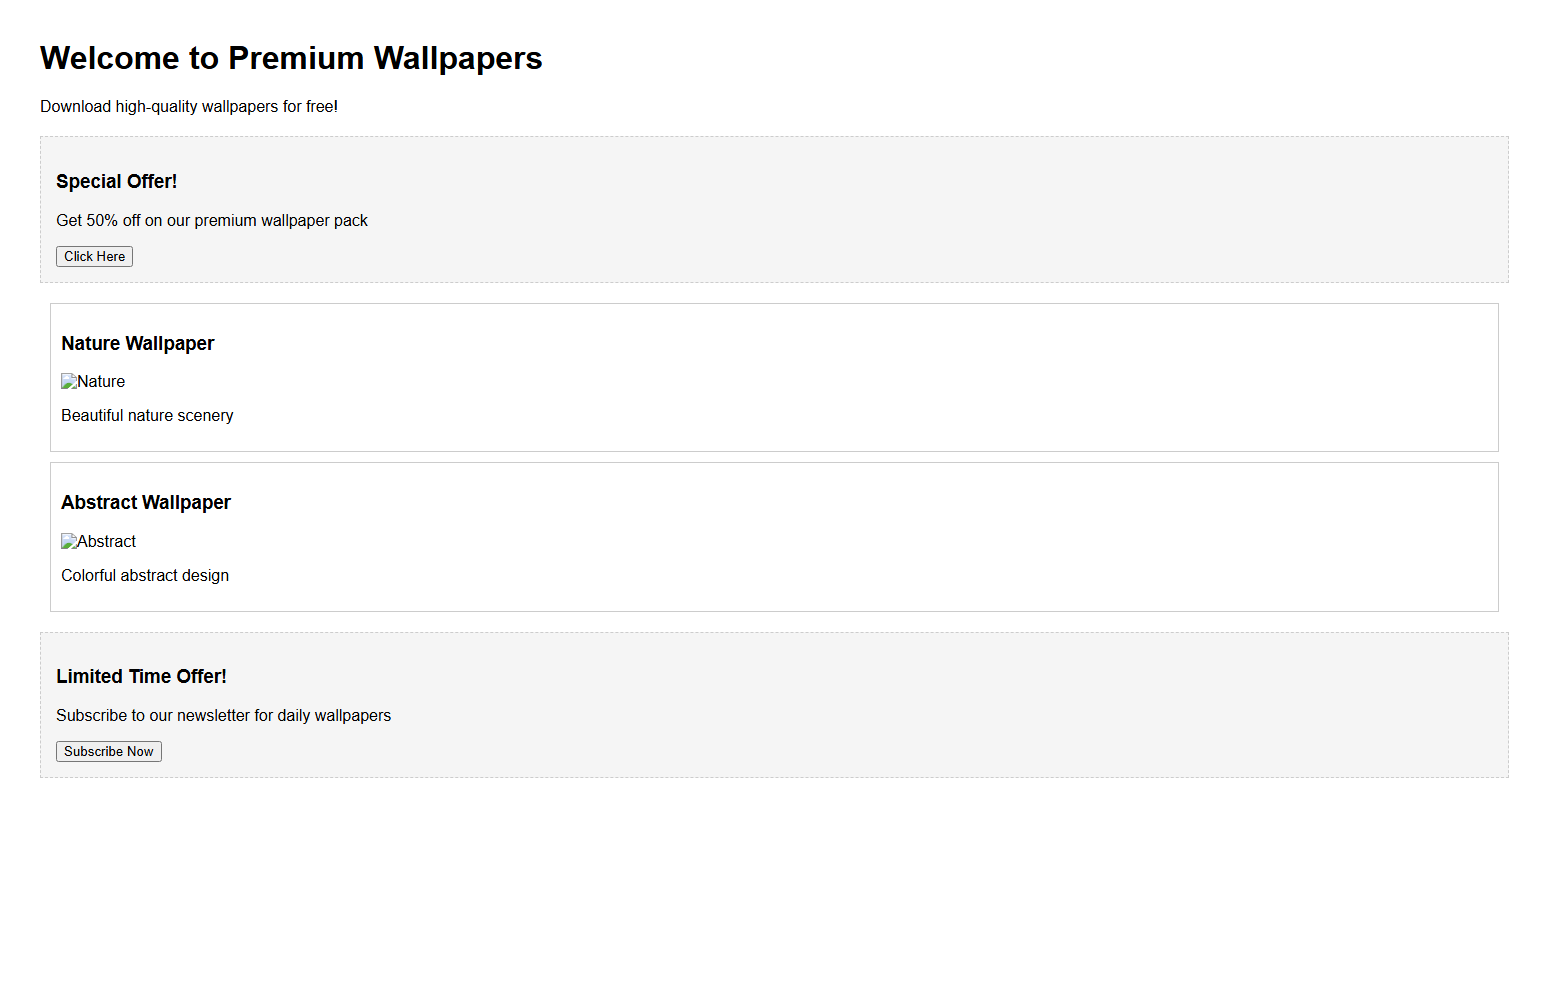 Welcome to Premium Wallpapers
Download high-quality wallpapers for free!
Special Offer!
Get 50% off on our premium wallpaper pack
Click Here
Nature Wallpaper
Nature
Beautiful nature scenery
Abstract Wallpaper
Abstract
Colorful abstract design
Limited Time Offer!
Subscribe to our newsletter for daily wallpapers
Subscribe Now